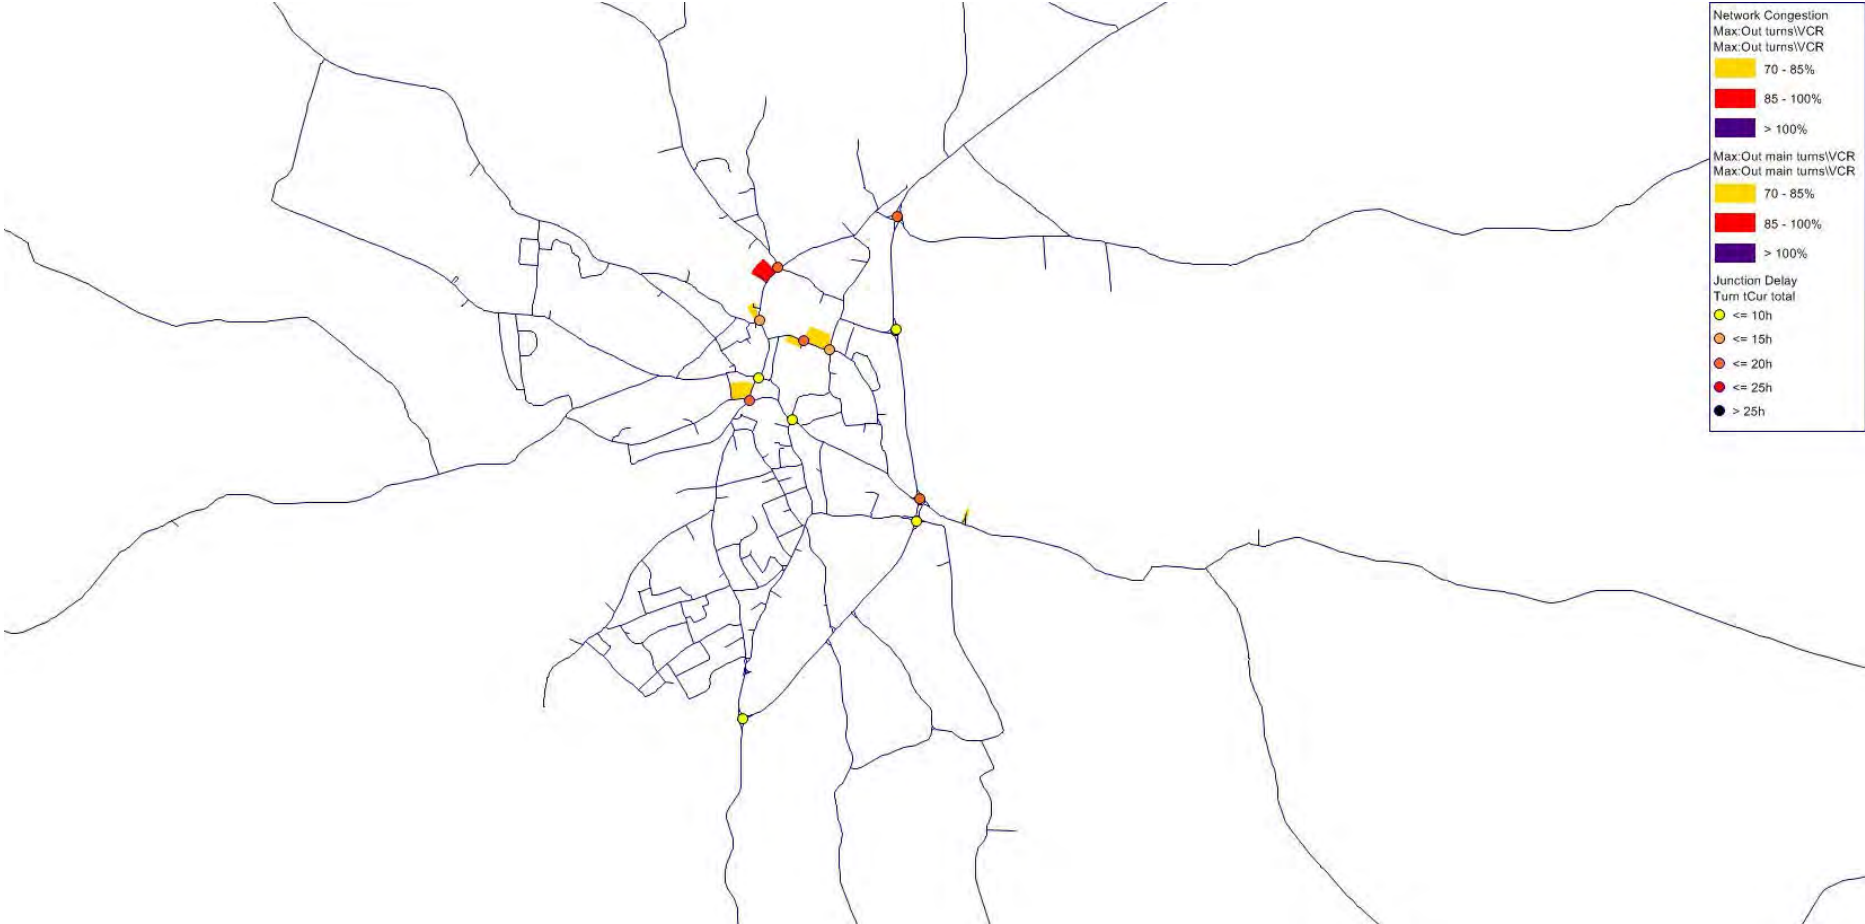 Network Congestion
Max:Out turns\VCR
Max:Out turns\VCR
70 - 85%
85 - 100%
> 100%
Max:Out main turns\VCR
Max:Out main turns\VCR
70 - 85%
85 - 100%
> 100%
Junction Delay
Turn tCur total
<= 10h
<= 15h
<= 20h
<= 25h
> 25h